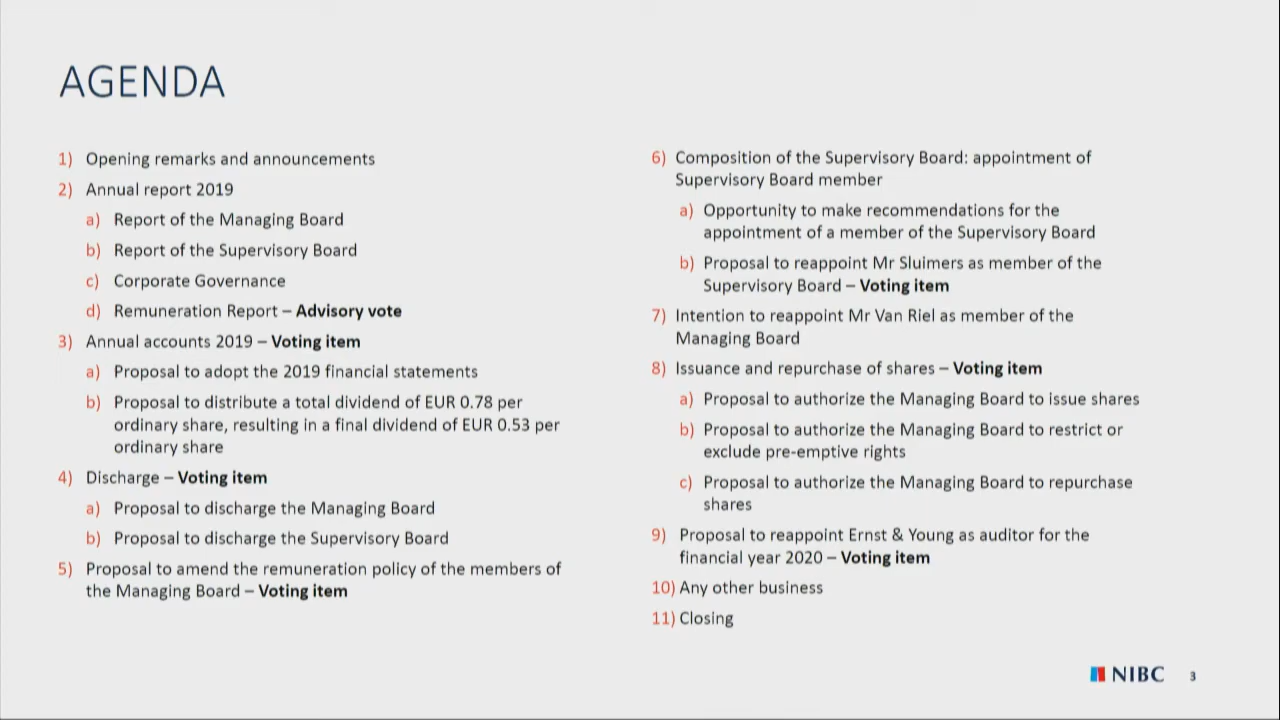 AGENDA
1) Opening remarks and announcements
2) Annual report 2019
a) Report of the Managing Board
b) Report of the Supervisory Board
c) Corporate Governance
d) Remuneration Report – Advisory vote
3) Annual accounts 2019 – Voting item
a) Proposal to adopt the 2019 financial statements
b) Proposal to distribute a total dividend of EUR 0.78 per
ordinary share, resulting in a final dividend of EUR 0.53 per
ordinary share
4) Discharge – Voting item
a) Proposal to discharge the Managing Board
b) Proposal to discharge the Supervisory Board
5) Proposal to amend the remuneration policy of the members of
the Managing Board – Voting item
6) Composition of the Supervisory Board: appointment of
Supervisory Board member
a) Opportunity to make recommendations for the
appointment of a member of the Supervisory Board
b) Proposal to reappoint Mr Sluimers as member of the
Supervisory Board – Voting item
7) Intention to reappoint Mr Van Riel as member of the
Managing Board
8) Issuance and repurchase of shares – Voting item
a) Proposal to authorize the Managing Board to issue shares
b) Proposal to authorize the Managing Board to restrict or
exclude pre-emptive rights
c) Proposal to authorize the Managing Board to repurchase
shares
9) Proposal to reappoint Ernst & Young as auditor for the
financial year 2020 – Voting item
10) Any other business
11) Closing
NIBC 3